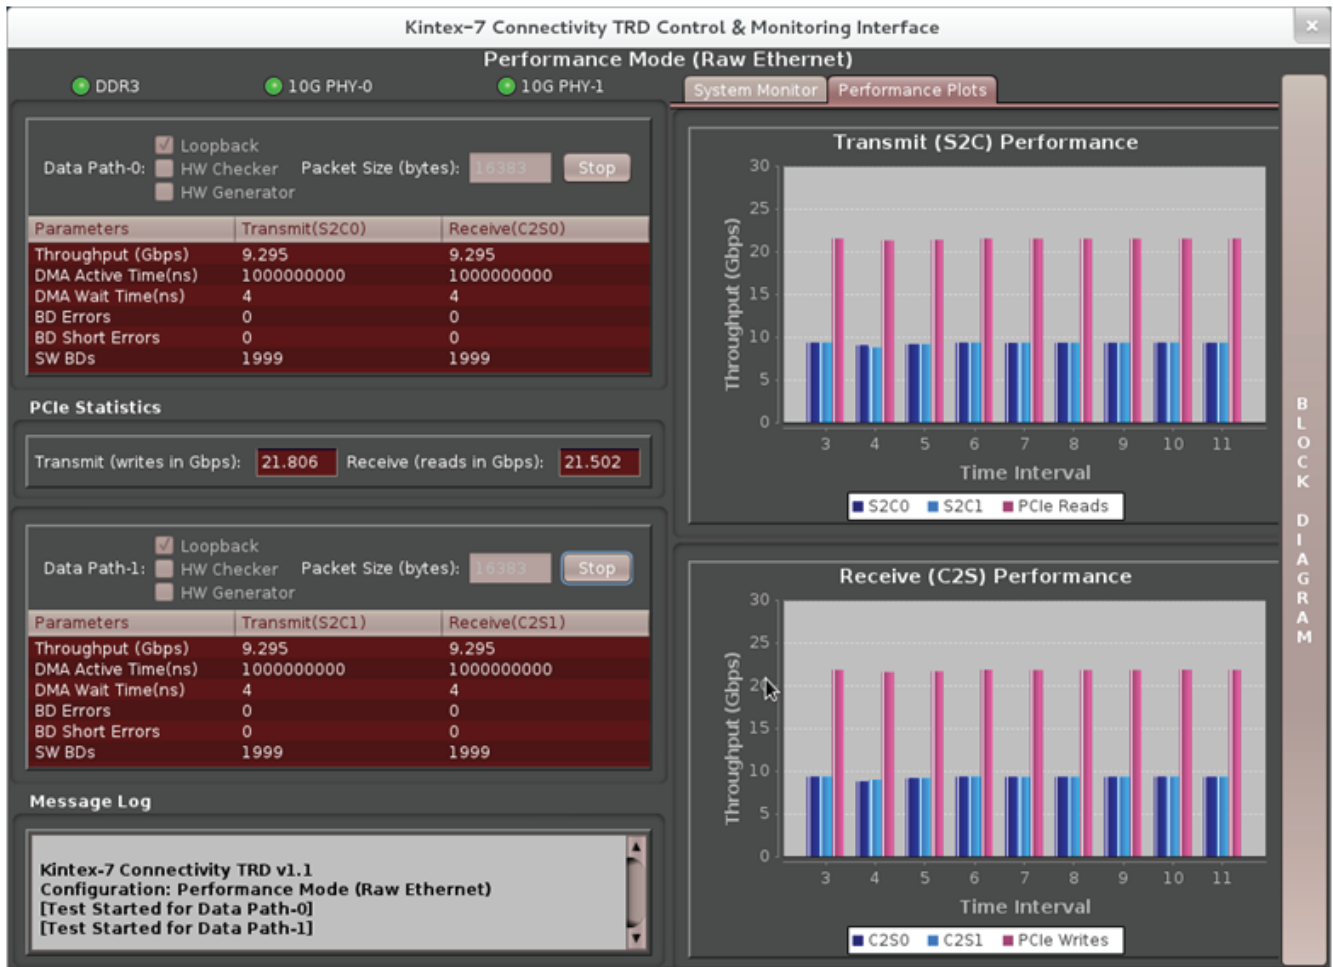 Kintex-7 Connectivity TRD Control & Monitoring Interface
Performance Mode (Raw Ethernet)
DDR3 10G PHY-0 10G PHY-1
System Monitor Performance Plots
Data Path-0:
Loopback
HW Checker
HW Generator
Packet Size (bytes): 16383 Stop
Parameters Transmit(S2C0) Receive(C2S0)
Throughput (Gbps) 9.295 9.295
DMA Active Time(ns) 1000000000 1000000000
DMA Wait Time(ns) 4 4
BD Errors 0 0
BD Short Errors 0 0
SW BDs 1999 1999
PCIe Statistics
Transmit (writes in Gbps): 21.806 Receive (reads in Gbps): 21.502
Data Path-1:
Loopback
HW Checker
HW Generator
Packet Size (bytes): 16383 Stop
Parameters Transmit(S2C1) Receive(C2S1)
Throughput (Gbps) 9.295 9.295
DMA Active Time(ns) 1000000000 1000000000
DMA Wait Time(ns) 4 4
BD Errors 0 0
BD Short Errors 0 0
SW BDs 1999 1999
Message Log
Kintex-7 Connectivity TRD v1.1
Configuration: Performance Mode (Raw Ethernet)
[Test Started for Data Path-0]
[Test Started for Data Path-1]
Transmit (S2C) Performance
Throughput (Gbps)
30
25
20
15
10
5
0
3 4 5 6 7 8 9 10 11
Time Interval
S2C0 S2C1 PCIe Reads
Receive (C2S) Performance
Throughput (Gbps)
30
25
20
15
10
5
0
3 4 5 6 7 8 9 10 11
Time Interval
C2S0 C2S1 PCIe Writes
BLOCK DIAGRAM